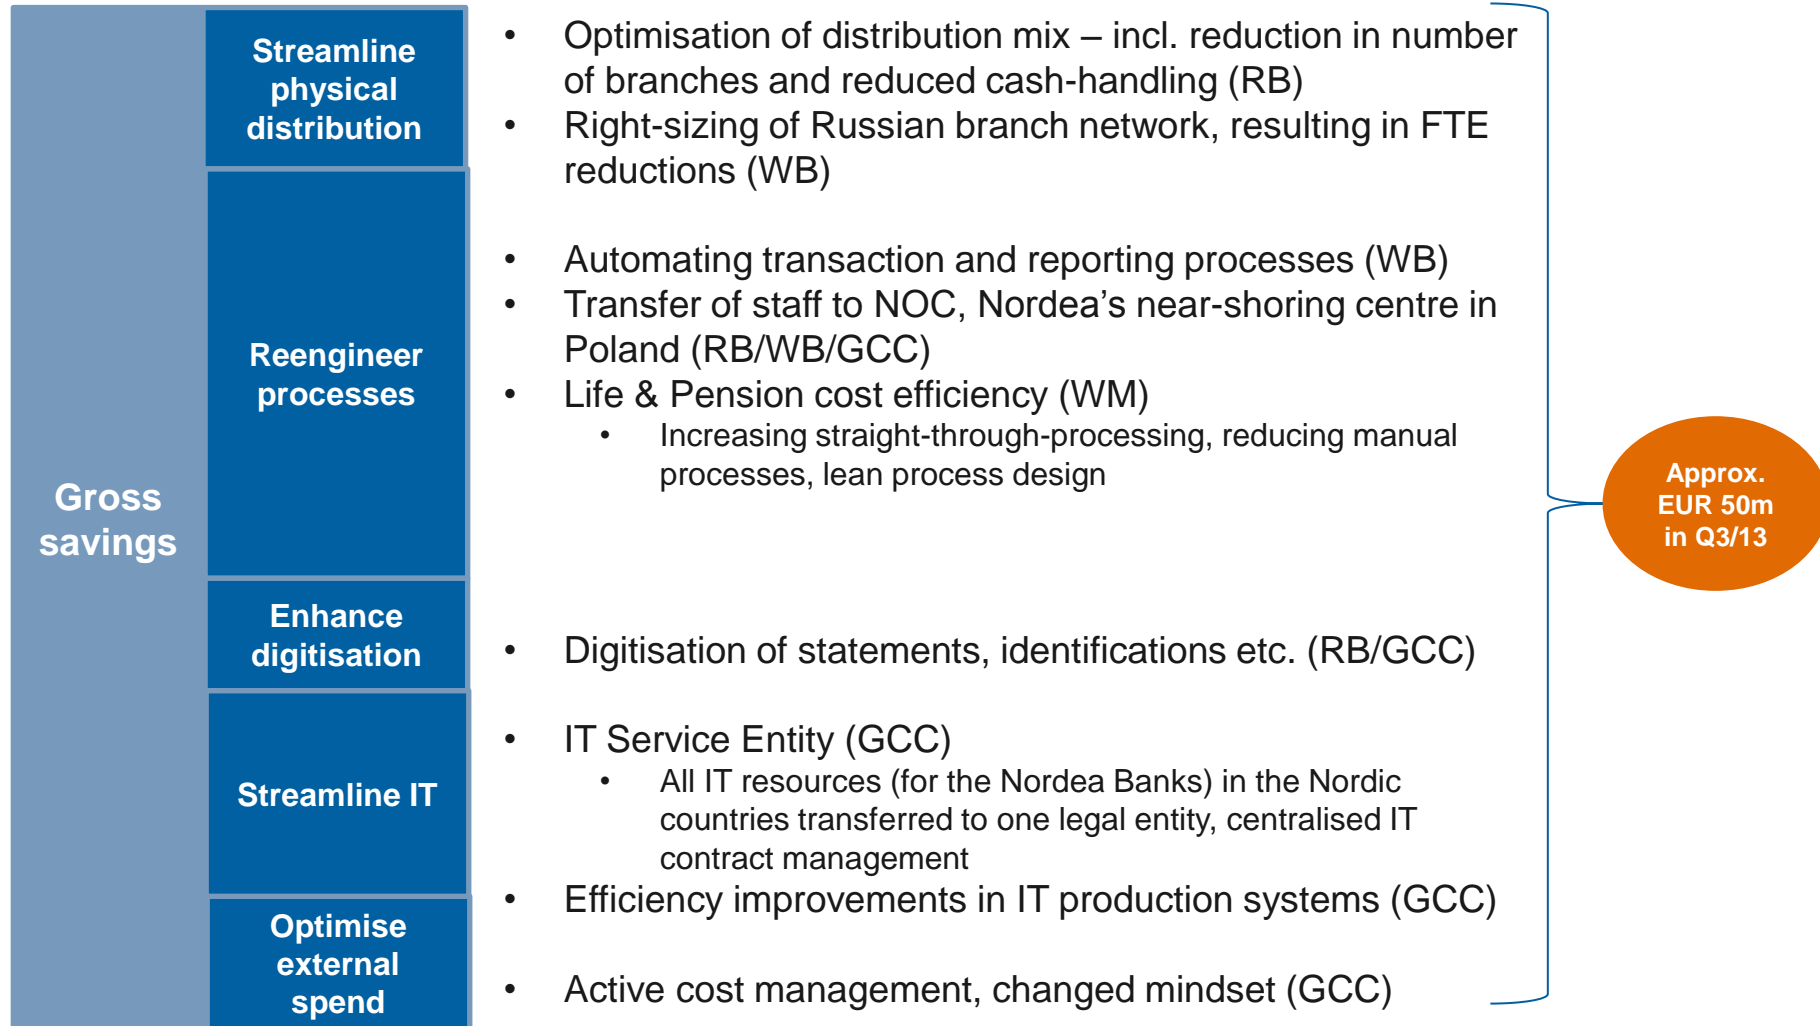 Gross
savings
Streamline
physical
distribution
• Optimisation of distribution mix – incl. reduction in number
of branches and reduced cash-handling (RB)
• Right-sizing of Russian branch network, resulting in FTE
reductions (WB)
Reengineer
processes
• Automating transaction and reporting processes (WB)
• Transfer of staff to NOC, Nordea’s near-shoring centre in
Poland (RB/WB/GCC)
• Life & Pension cost efficiency (WM)
• Increasing straight-through-processing, reducing manual
processes, lean process design
Enhance
digitisation
• Digitisation of statements, identifications etc. (RB/GCC)
Streamline IT
• IT Service Entity (GCC)
• All IT resources (for the Nordea Banks) in the Nordic
countries transferred to one legal entity, centralised IT
contract management
• Efficiency improvements in IT production systems (GCC)
Optimise
external
spend
• Active cost management, changed mindset (GCC)
Approx.
EUR 50m
in Q3/13